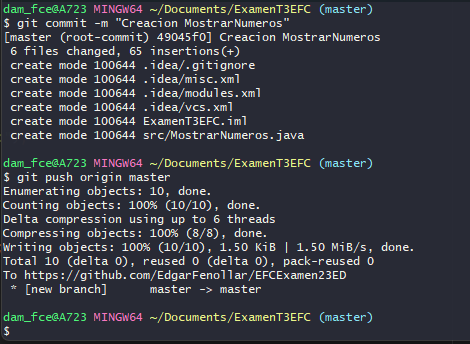 dam_fce@A723 MINGW64 ~/Documents/ExamenT3EFC (master)
$ git commit -m "Creacion MostrarNumeros"
[master (root-commit) 49045f0] Creacion MostrarNumeros
 6 files changed, 65 insertions(+)
 create mode 100644 .idea/.gitignore
 create mode 100644 .idea/misc.xml
 create mode 100644 .idea/modules.xml
 create mode 100644 .idea/vcs.xml
 create mode 100644 ExamenT3EFC.iml
 create mode 100644 src/MostrarNumeros.java
dam_fce@A723 MINGW64 ~/Documents/ExamenT3EFC (master)
$ git push origin master
Enumerating objects: 10, done.
Counting objects: 100% (10/10), done.
Delta compression using up to 6 threads
Compressing objects: 100% (8/8), done.
Writing objects: 100% (10/10), 1.50 KiB | 1.50 MiB/s, done.
Total 10 (delta 0), reused 0 (delta 0), pack-reused 0
To https://github.com/EdgarFenollar/EFCExamen23ED
 * [new branch]      master -> master
dam_fce@A723 MINGW64 ~/Documents/ExamenT3EFC (master)
$